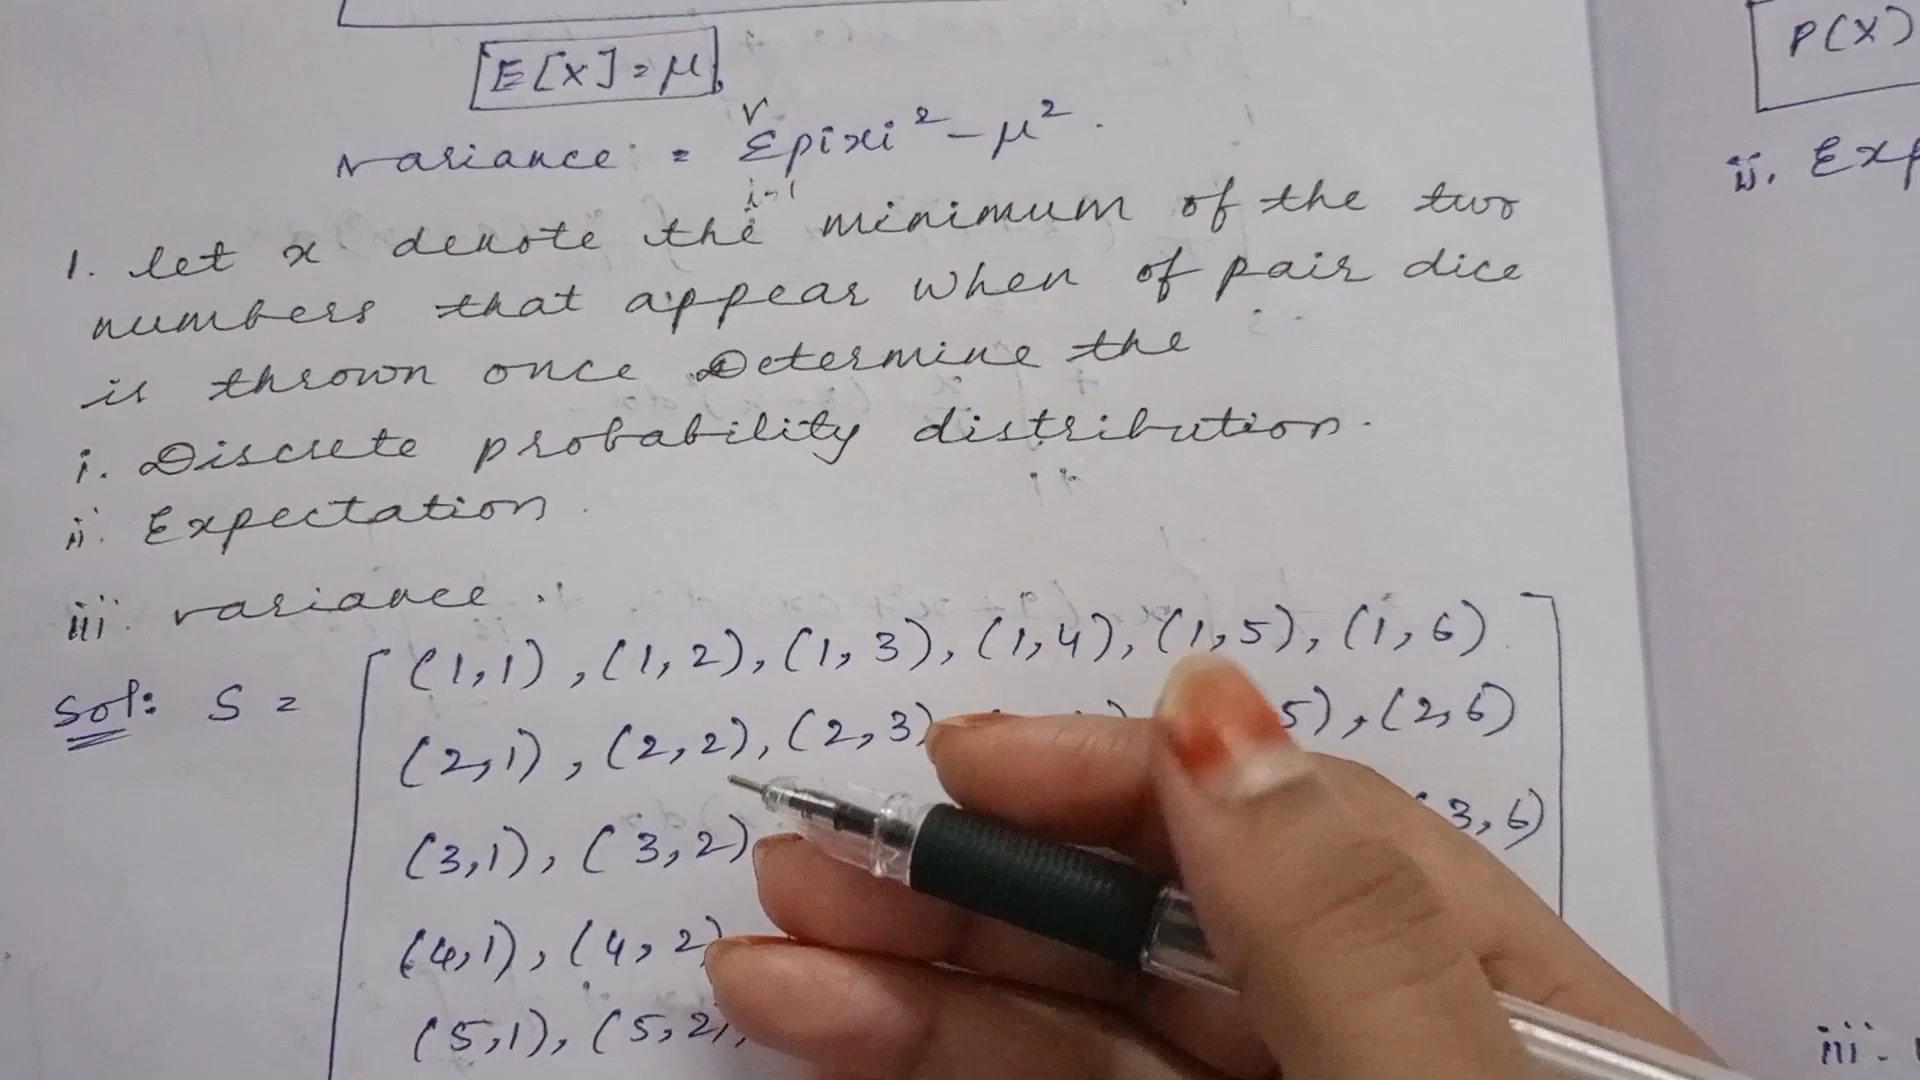 E[X] = μ
r
variance = Σ pi xi² - μ².
i=1
1. let x denote the minimum of the two
numbers that appear when of pair dice
is thrown once Determine the
i. Discrete probability distribution.
ii. Expectation.
iii. variance.
Sol: S = (1,1), (1,2), (1,3), (1,4), (1,5), (1,6)
(2,1), (2,2), (2,3) 5), (2,6)
(3,1), (3,2) 3,6)
(4,1), (4,2)
(5,1), (5,2),
P(X)
ii.
iii.